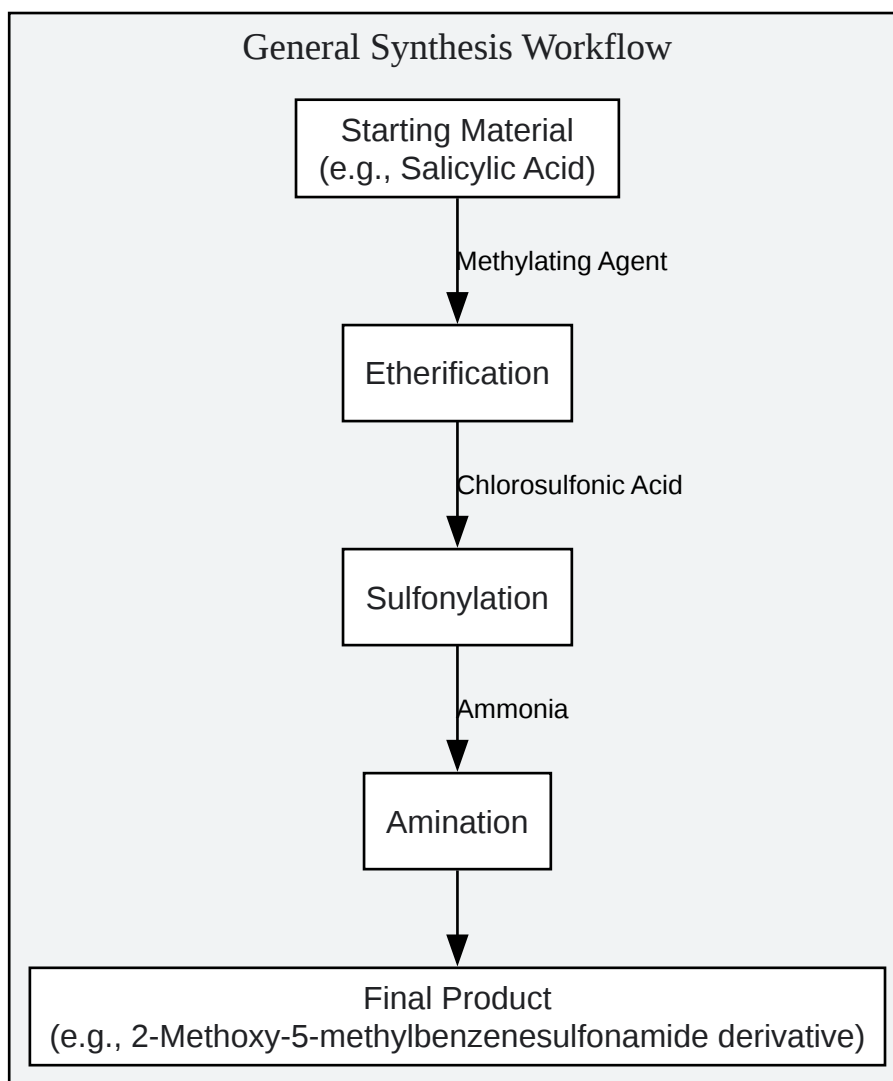 General Synthesis Workflow
Starting Material
(e.g., Salicylic Acid)
Methylating Agent
Etherification
Chlorosulfonic Acid
Sulfonylation
Ammonia
Amination
Final Product
(e.g., 2-Methoxy-5-methylbenzenesulfonamide derivative)